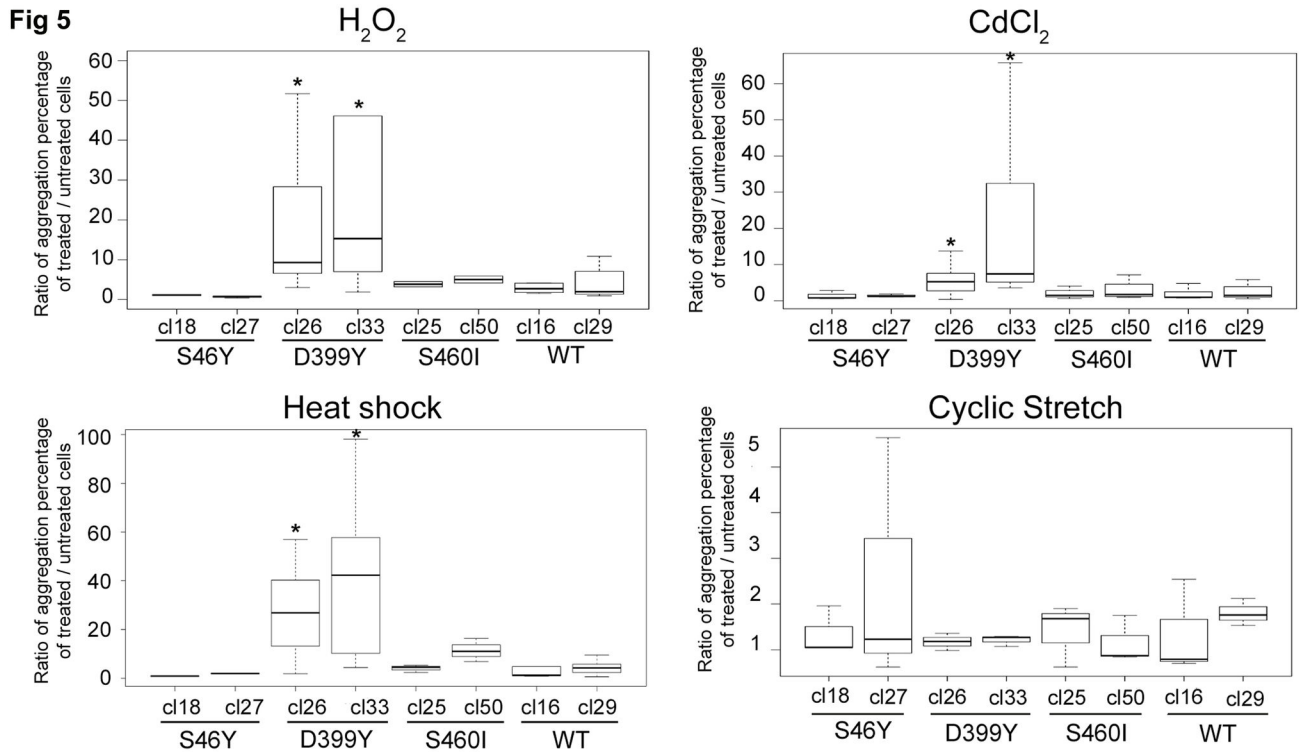 Fig 5
H2O2
Ratio of aggregation percentage
of treated / untreated cells
60
50
40
30
20
10
0
*
*
cl18 cl27 cl26 cl33 cl25 cl50 cl16 cl29
S46Y D399Y S460I WT
CdCl2
Ratio of aggregation percentage
of treated / untreated cells
60
50
40
30
20
10
0
*
*
cl18 cl27 cl26 cl33 cl25 cl50 cl16 cl29
S46Y D399Y S460I WT
Heat shock
Ratio of aggregation percentage
of treated / untreated cells
100
80
60
40
20
0
*
*
cl18 cl27 cl26 cl33 cl25 cl50 cl16 cl29
S46Y D399Y S460I WT
Cyclic Stretch
Ratio of aggregation percentage
of treated / untreated cells
5
4
3
2
1
cl18 cl27 cl26 cl33 cl25 cl50 cl16 cl29
S46Y D399Y S460I WT